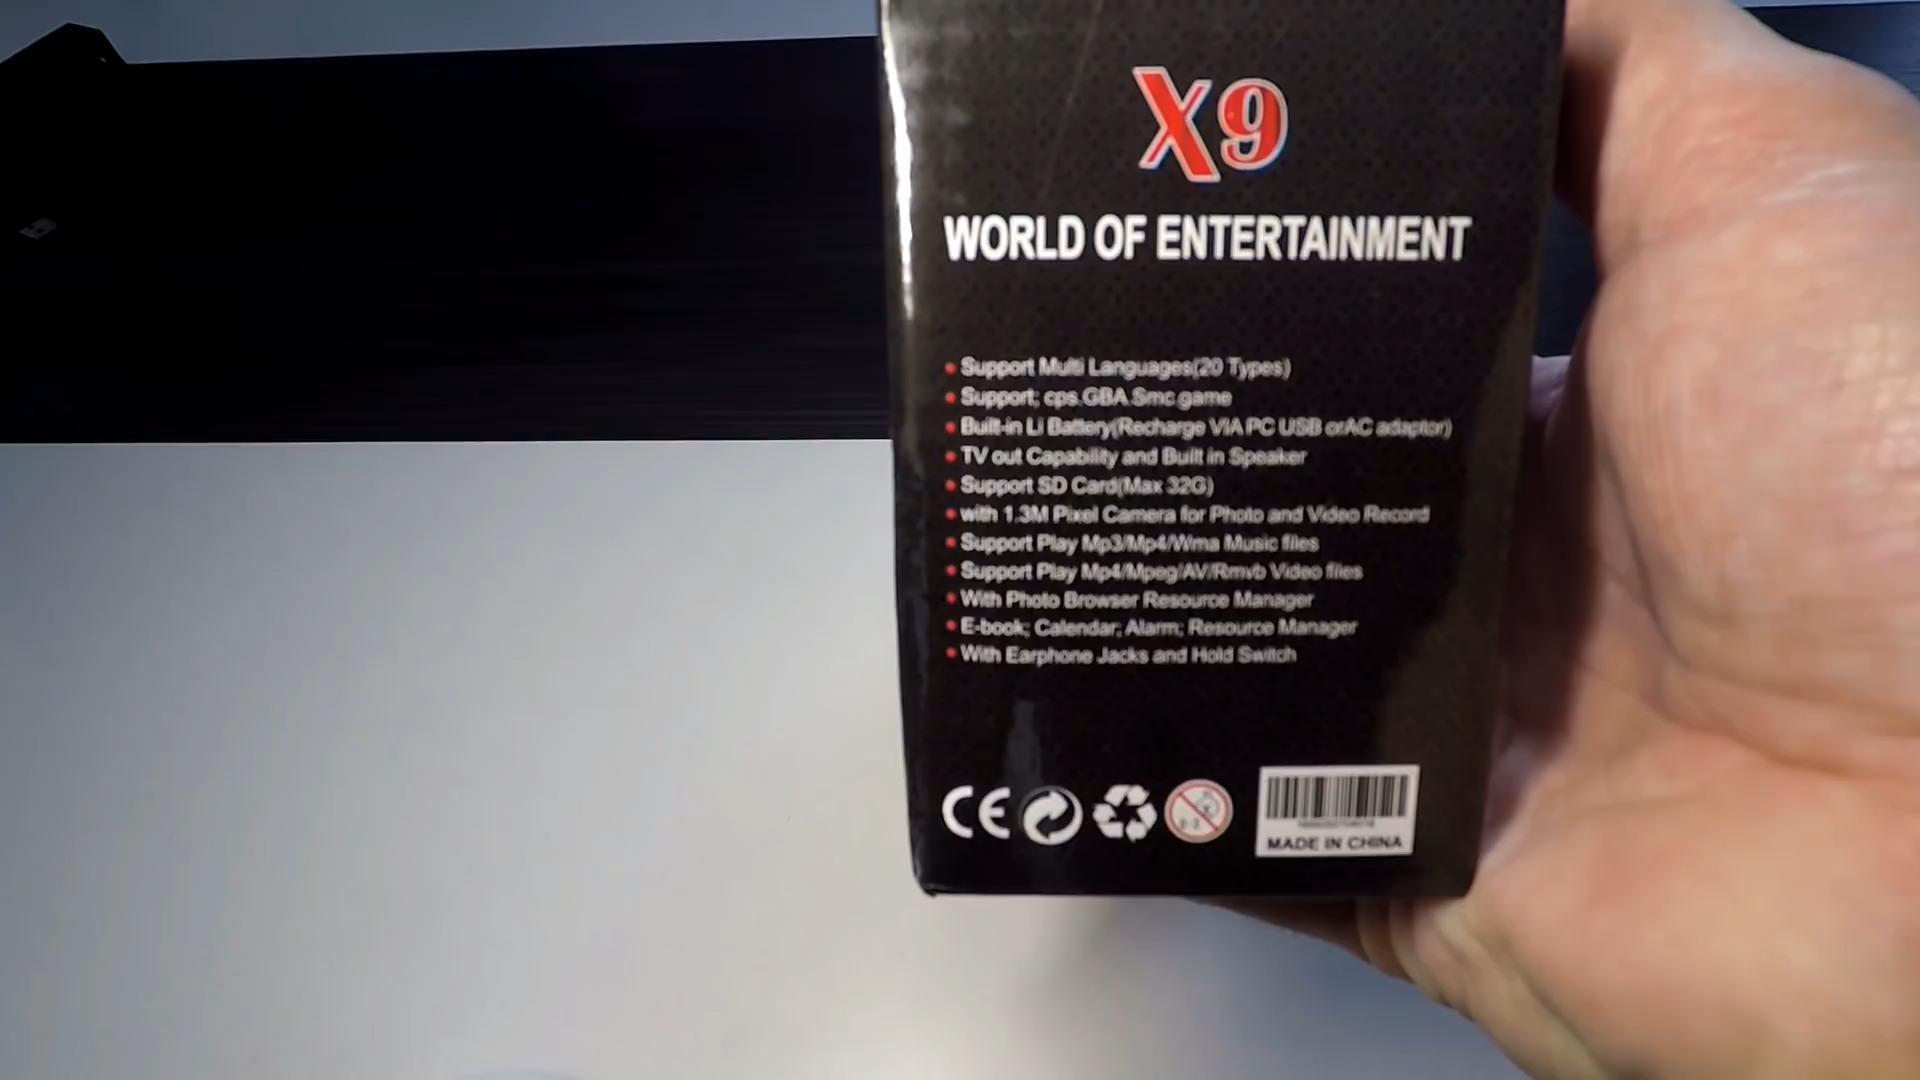 X9
WORLD OF ENTERTAINMENT
• Support Multi Languages(20 Types)
• Support; cps.GBA.Smc.game
• Built-in Li Battery(Recharge VIA PC USB orAC adaptor)
• TV out Capability and Built in Speaker
• Support SD Card(Max 32G)
• with 1.3M Pixel Camera for Photo and Video Record
• Support Play Mp3/Mp4/Wma Music files
• Support Play Mp4/Mpeg/AV/Rmvb Video files
• With Photo Browser Resource Manager
• E-book; Calendar; Alarm; Resource Manager
• With Earphone Jacks and Hold Switch
CE
MADE IN CHINA